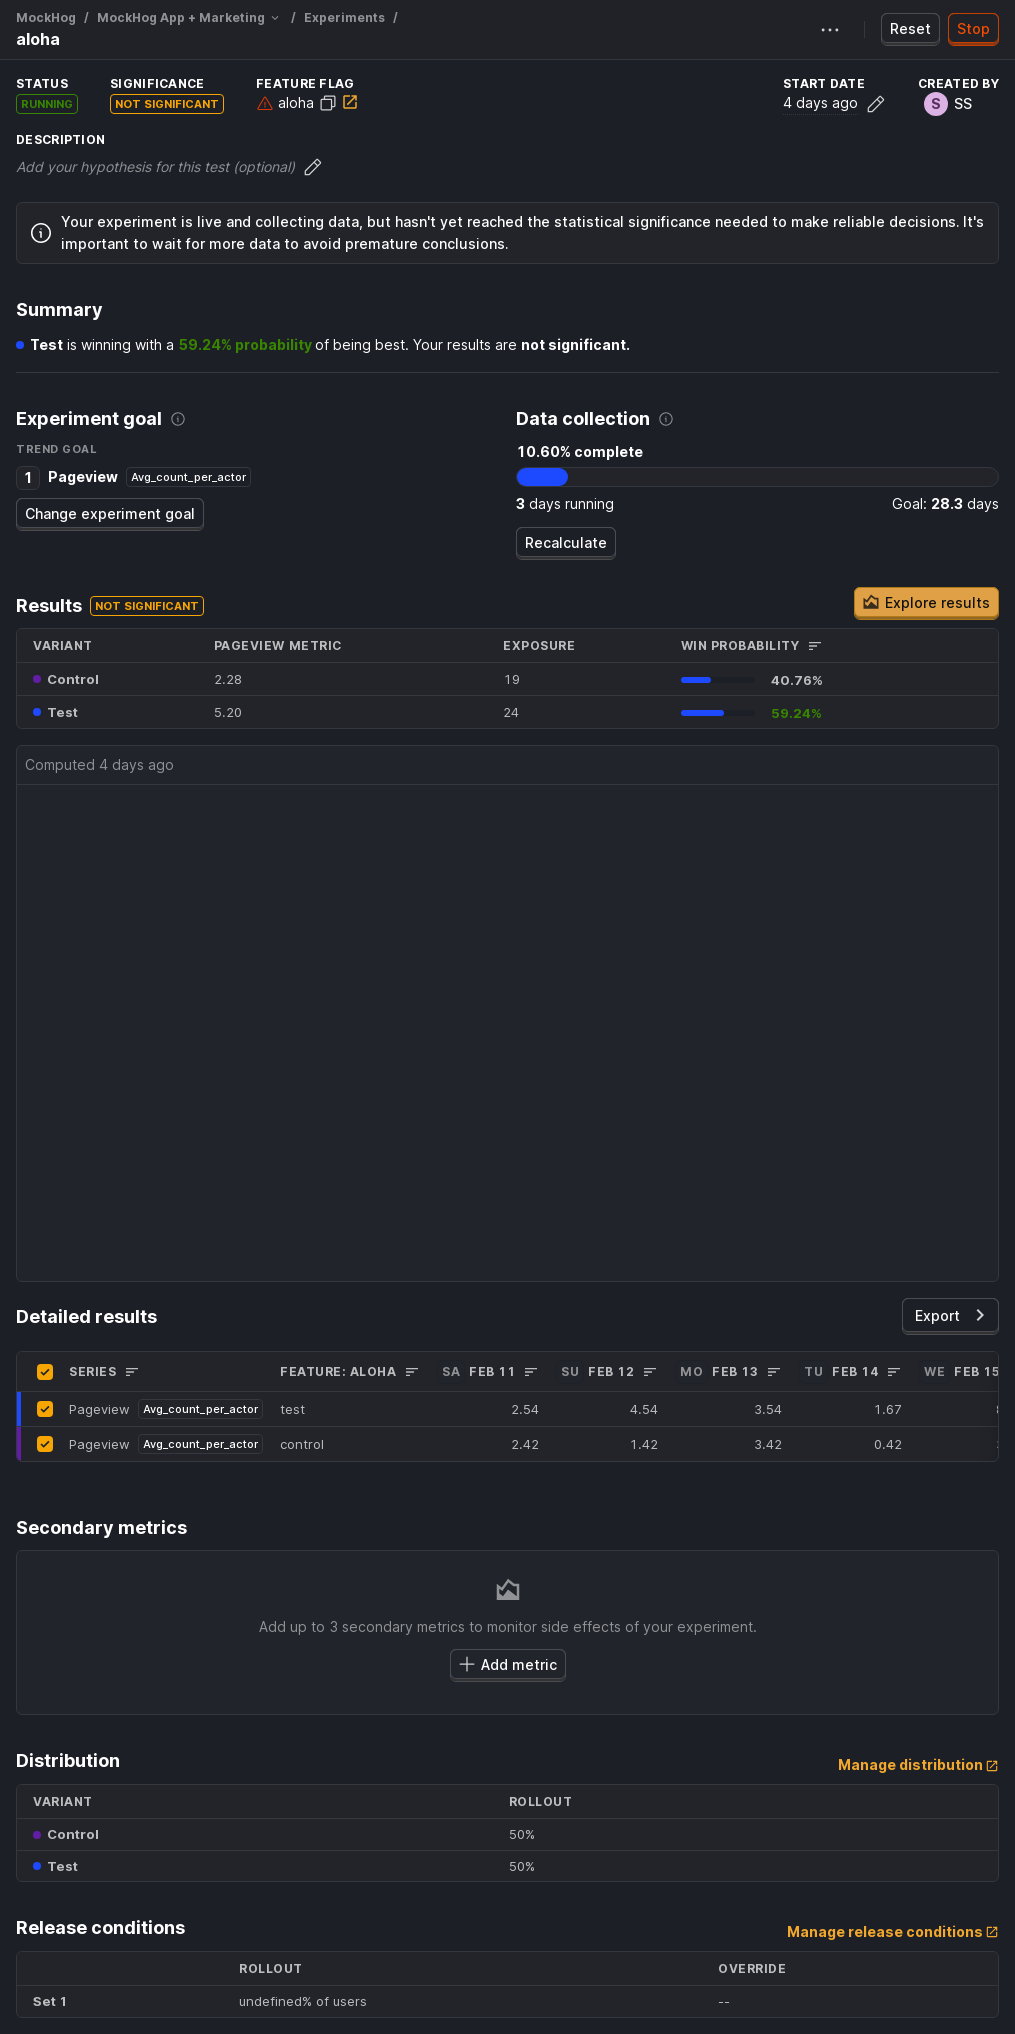 MockHog / MockHog App + Marketing / Experiments /
aloha
Reset
Stop
STATUS
SIGNIFICANCE
FEATURE FLAG
START DATE
CREATED BY
RUNNING
NOT SIGNIFICANT
aloha
4 days ago
S SS
DESCRIPTION
Add your hypothesis for this test (optional)
Your experiment is live and collecting data, but hasn't yet reached the statistical significance needed to make reliable decisions. It's
important to wait for more data to avoid premature conclusions.
Summary
Test is winning with a 59.24% probability of being best. Your results are not significant.
Experiment goal
TREND GOAL
1 Pageview Avg_count_per_actor
Change experiment goal
Data collection
10.60% complete
3 days running
Goal: 28.3 days
Recalculate
Results NOT SIGNIFICANT
Explore results
VARIANT PAGEVIEW METRIC EXPOSURE WIN PROBABILITY
Control 2.28 19 40.76%
Test 5.20 24 59.24%
Computed 4 days ago
Detailed results
Export
SERIES FEATURE: ALOHA SA FEB 11 SU FEB 12 MO FEB 13 TU FEB 14 WE FEB 15
Pageview Avg_count_per_actor test 2.54 4.54 3.54 1.67
Pageview Avg_count_per_actor control 2.42 1.42 3.42 0.42
Secondary metrics
Add up to 3 secondary metrics to monitor side effects of your experiment.
Add metric
Distribution
Manage distribution
VARIANT ROLLOUT
Control 50%
Test 50%
Release conditions
Manage release conditions
ROLLOUT OVERRIDE
Set 1 undefined% of users --